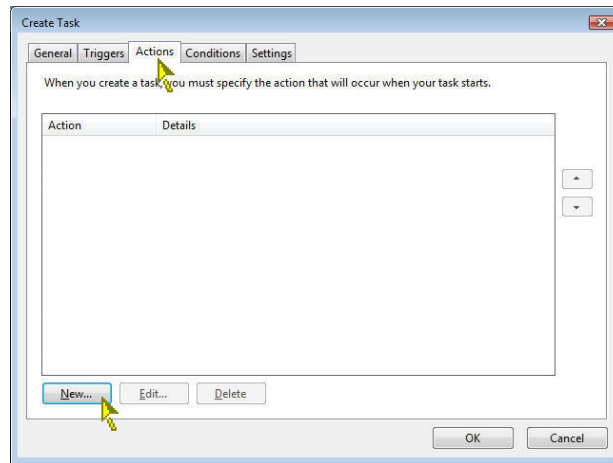 Create Task
General Triggers Actions Conditions Settings
When you create a task, you must specify the action that will occur when your task starts.
Action Details
New... Edit... Delete
OK Cancel